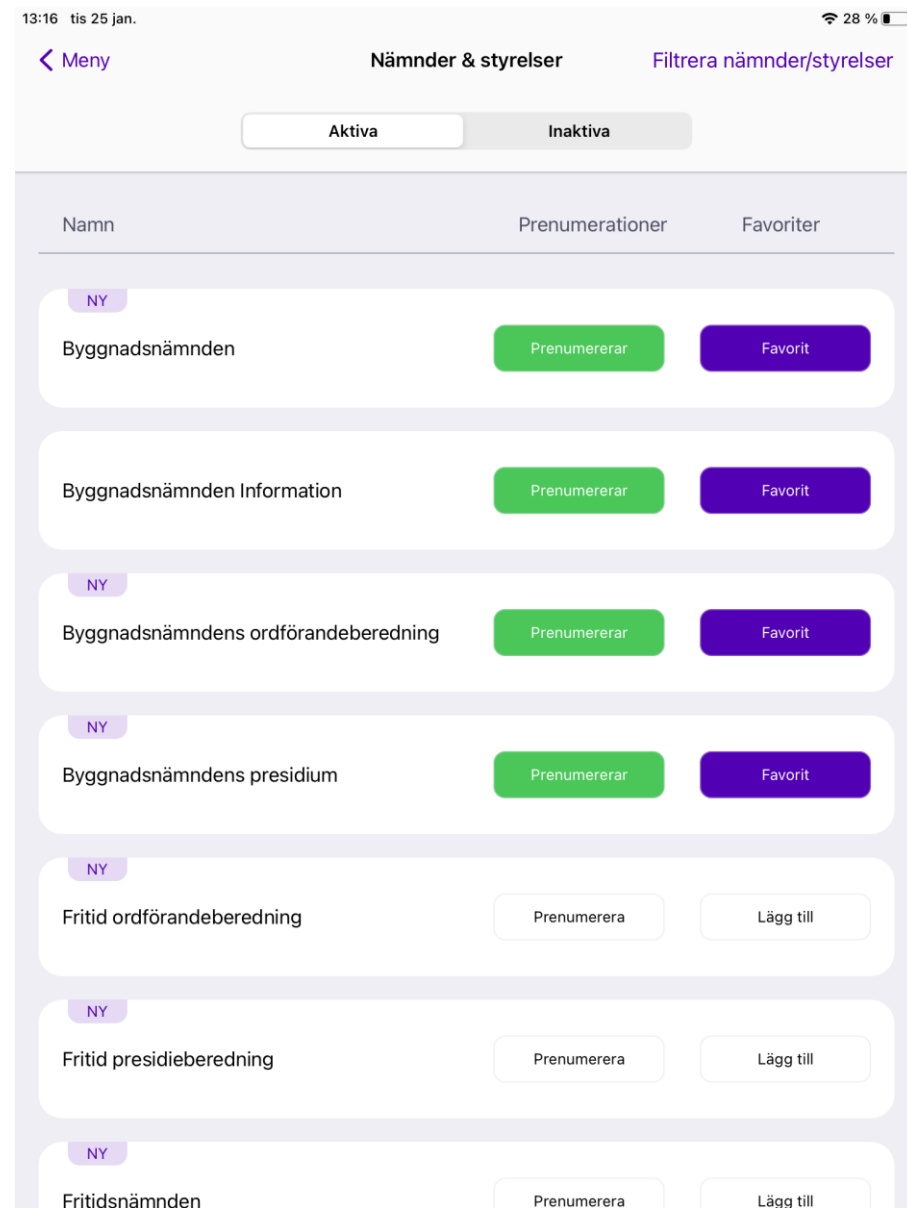 13:16 tis 25 jan. 28 %
Meny Nämnder & styrelser Filtrera nämnder/styrelser
Aktiva Inaktiva
Namn Prenumerationer Favoriter
NY
Byggnadsnämnden Prenumererar Favorit
Byggnadsnämnden Information Prenumererar Favorit
NY
Byggnadsnämndens ordförandeberedning Prenumererar Favorit
NY
Byggnadsnämndens presidium Prenumererar Favorit
NY
Fritid ordförandeberedning Prenumerera Lägg till
NY
Fritid presidieberedning Prenumerera Lägg till
NY
Fritidsnämnden Prenumerera Lägg till